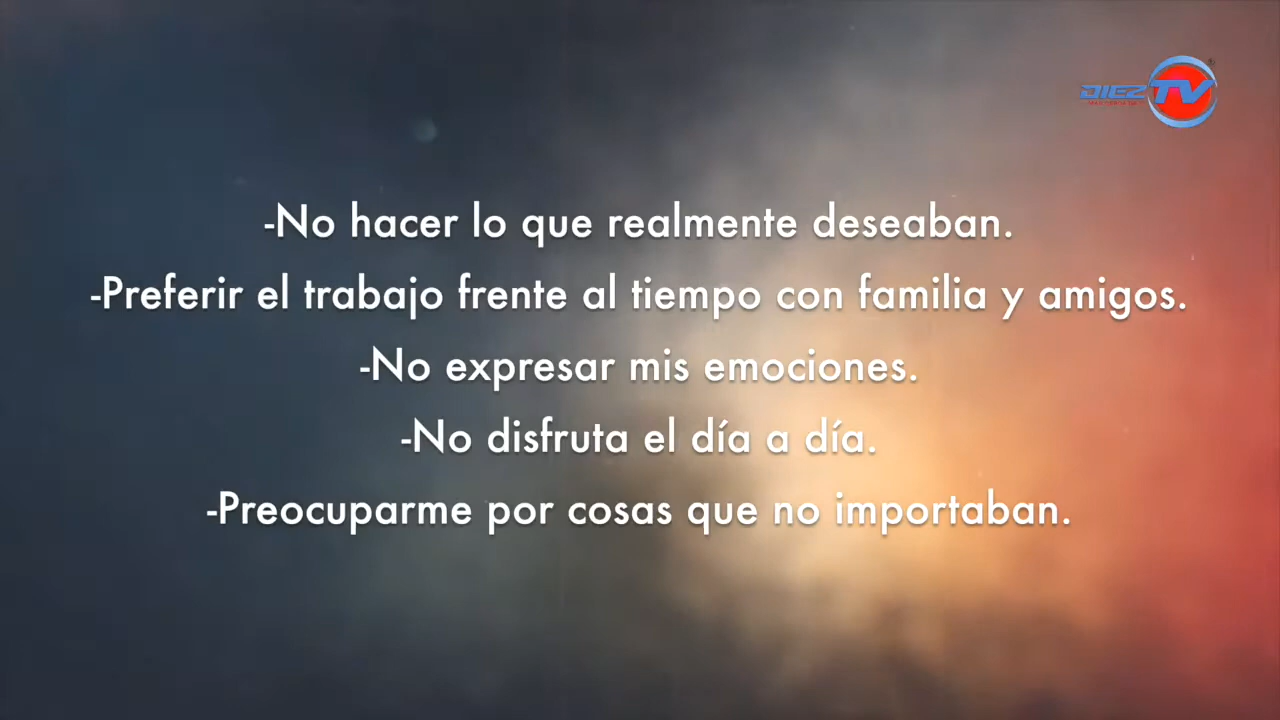 DIEZ TV
-No hacer lo que realmente deseaban.
-Preferir el trabajo frente al tiempo con familia y amigos.
-No expresar mis emociones.
-No disfruta el día a día.
-Preocuparme por cosas que no importaban.